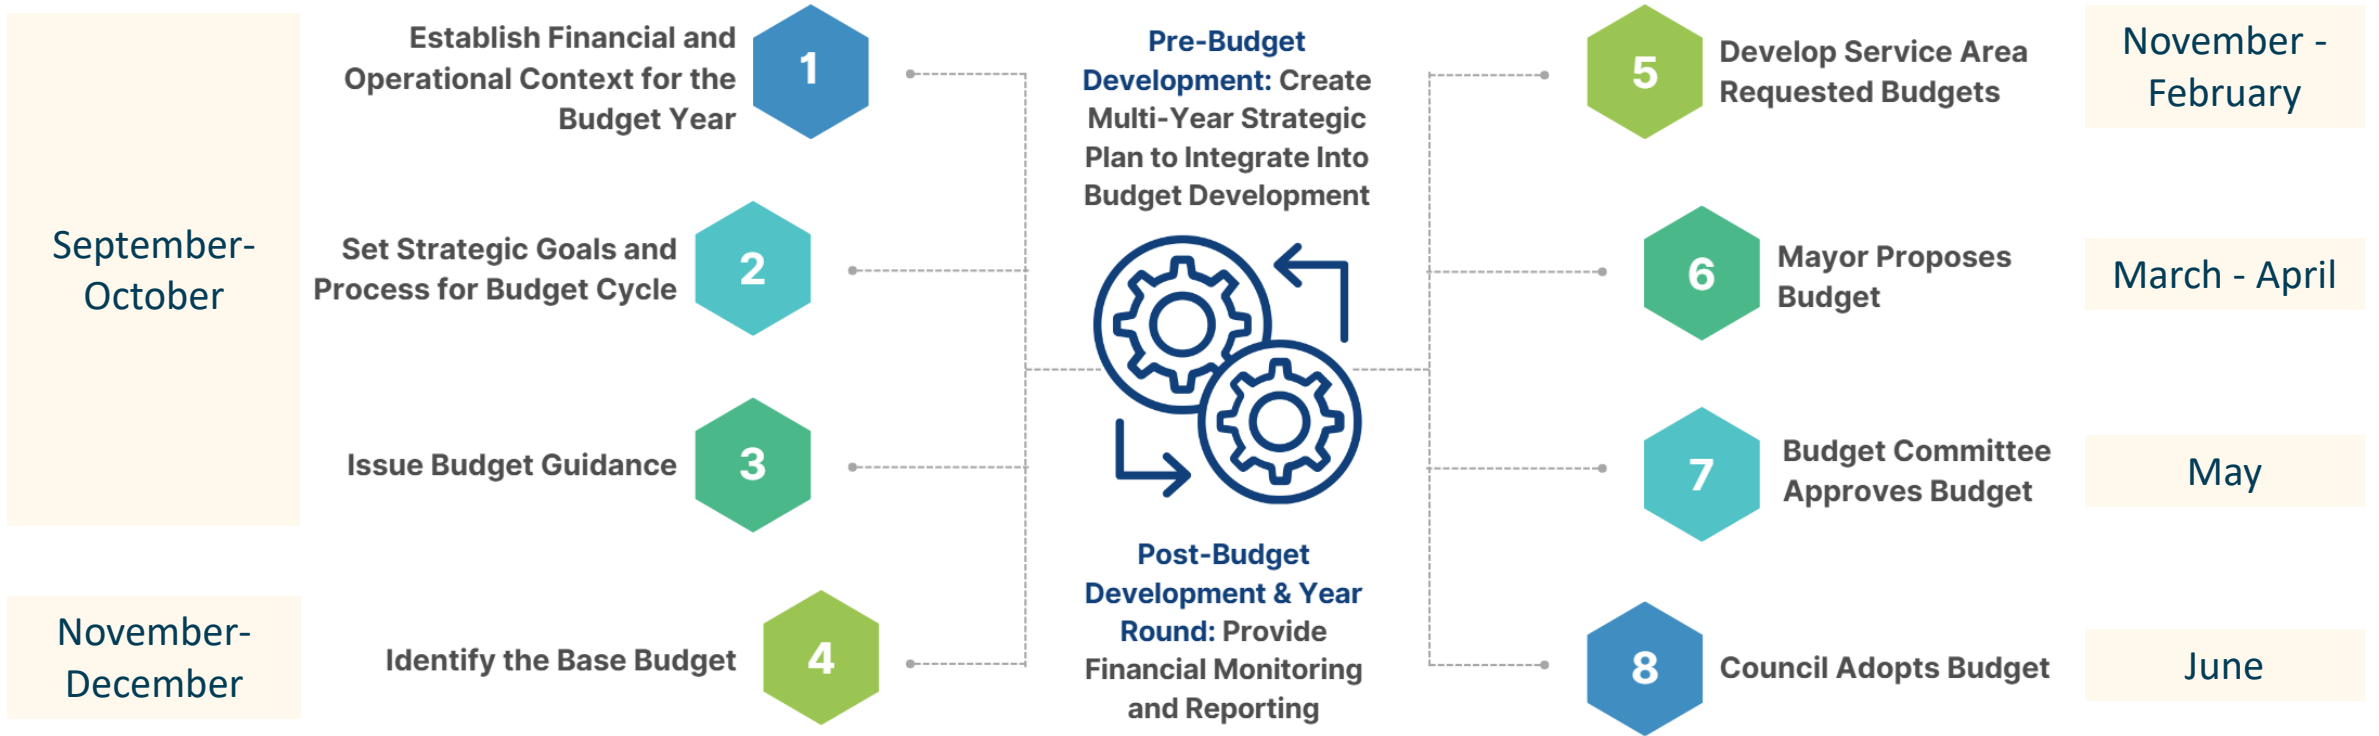 September-
October
Establish Financial and
Operational Context for the
Budget Year
1
Set Strategic Goals and
Process for Budget Cycle
2
Issue Budget Guidance
3
November-
December
Identify the Base Budget
4
Pre-Budget
Development: Create
Multi-Year Strategic
Plan to Integrate Into
Budget Development
Post-Budget
Development & Year
Round: Provide
Financial Monitoring
and Reporting
5
Develop Service Area
Requested Budgets
November -
February
6
Mayor Proposes
Budget
March - April
7
Budget Committee
Approves Budget
May
8
Council Adopts Budget
June